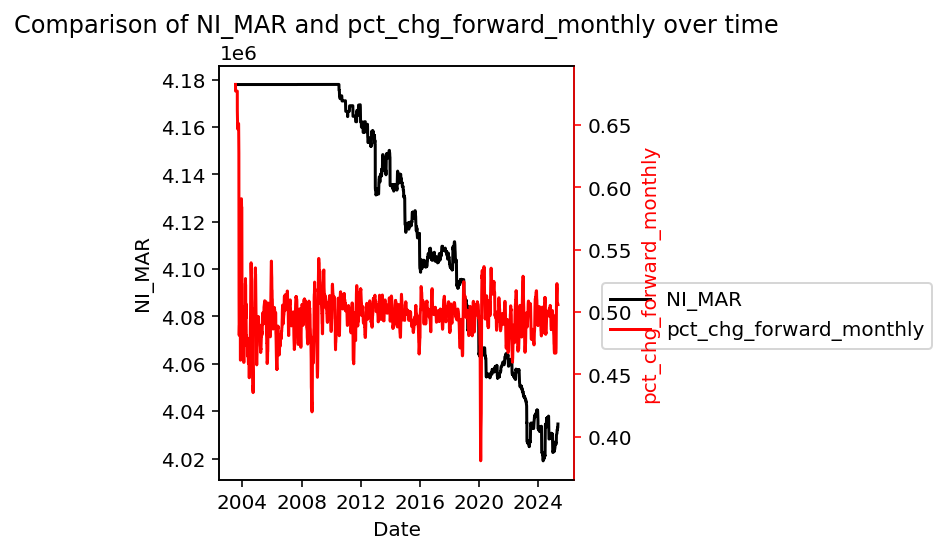 Comparison of NI_MAR and pct_chg_forward_monthly over time
1e6
4.18
4.16
4.14
4.12
4.10
4.08
4.06
4.04
4.02
NI_MAR
0.65
0.60
0.55
0.50
0.45
0.40
pct_chg_forward_monthly
NI_MAR
pct_chg_forward_monthly
2004 2008 2012 2016 2020 2024
Date